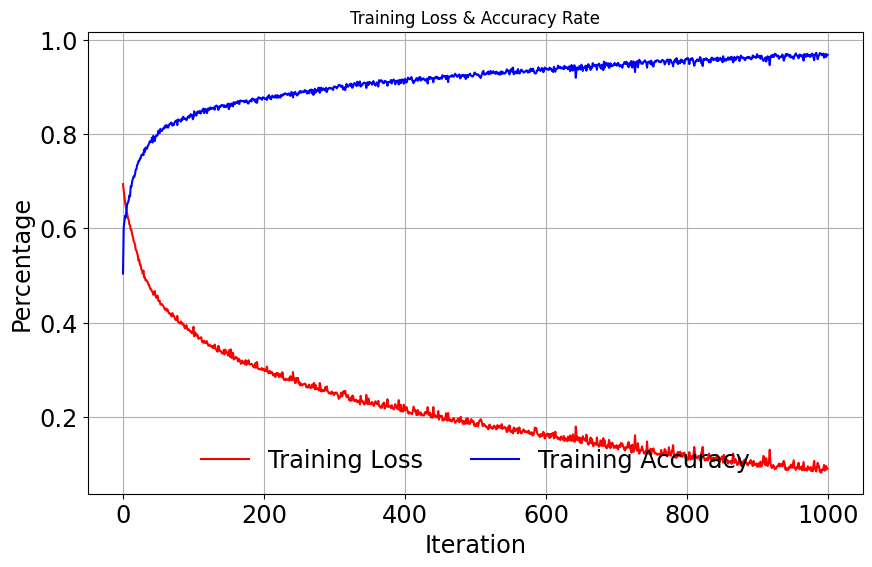 Training Loss & Accuracy Rate
1.0
0.8
0.6
0.4
0.2
Percentage
Training Loss
Training Accuracy
0 200 400 600 800 1000
Iteration